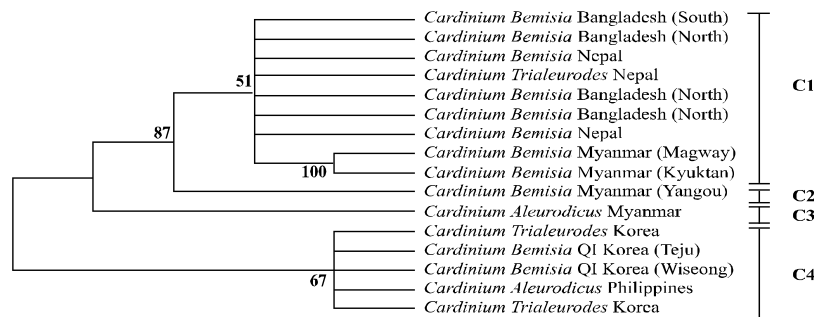 Cardinium Bemisia Bangladesh (South)
Cardinium Bemisia Bangladesh (North)
Cardinium Bemisia Nepal
51 Cardinium Trialeurodes Nepal
C1
Cardinium Bemisia Bangladesh (North)
Cardinium Bemisia Bangladesh (North)
87 Cardinium Bemisia Nepal
Cardinium Bemisia Myanmar (Magway)
100 Cardinium Bemisia Myanmar (Kyuktan)
Cardinium Bemisia Myanmar (Yangou)
C2
Cardinium Aleurodicus Myanmar
C3
Cardinium Trialeurodes Korea
Cardinium Bemisia QI Korea (Teju)
Cardinium Bemisia QI Korea (Wiseong)
C4
67 Cardinium Aleurodicus Philippines
Cardinium Trialeurodes Korea